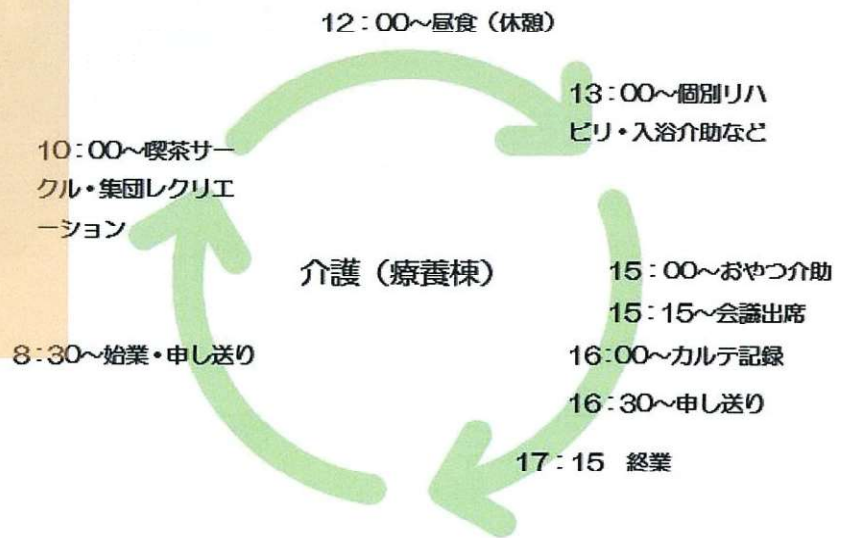 12：00～昼食（休憩）
13：00～個別リハ
ビリ・入浴介助など
10：00～喫茶サー
クル・集団レクリエ
ーション
介護（療養棟）
15：00～おやつ介助
15：15～会議出席
16：00～カルテ記録
16：30～申し送り
17：15 終業
8：30～始業・申し送り